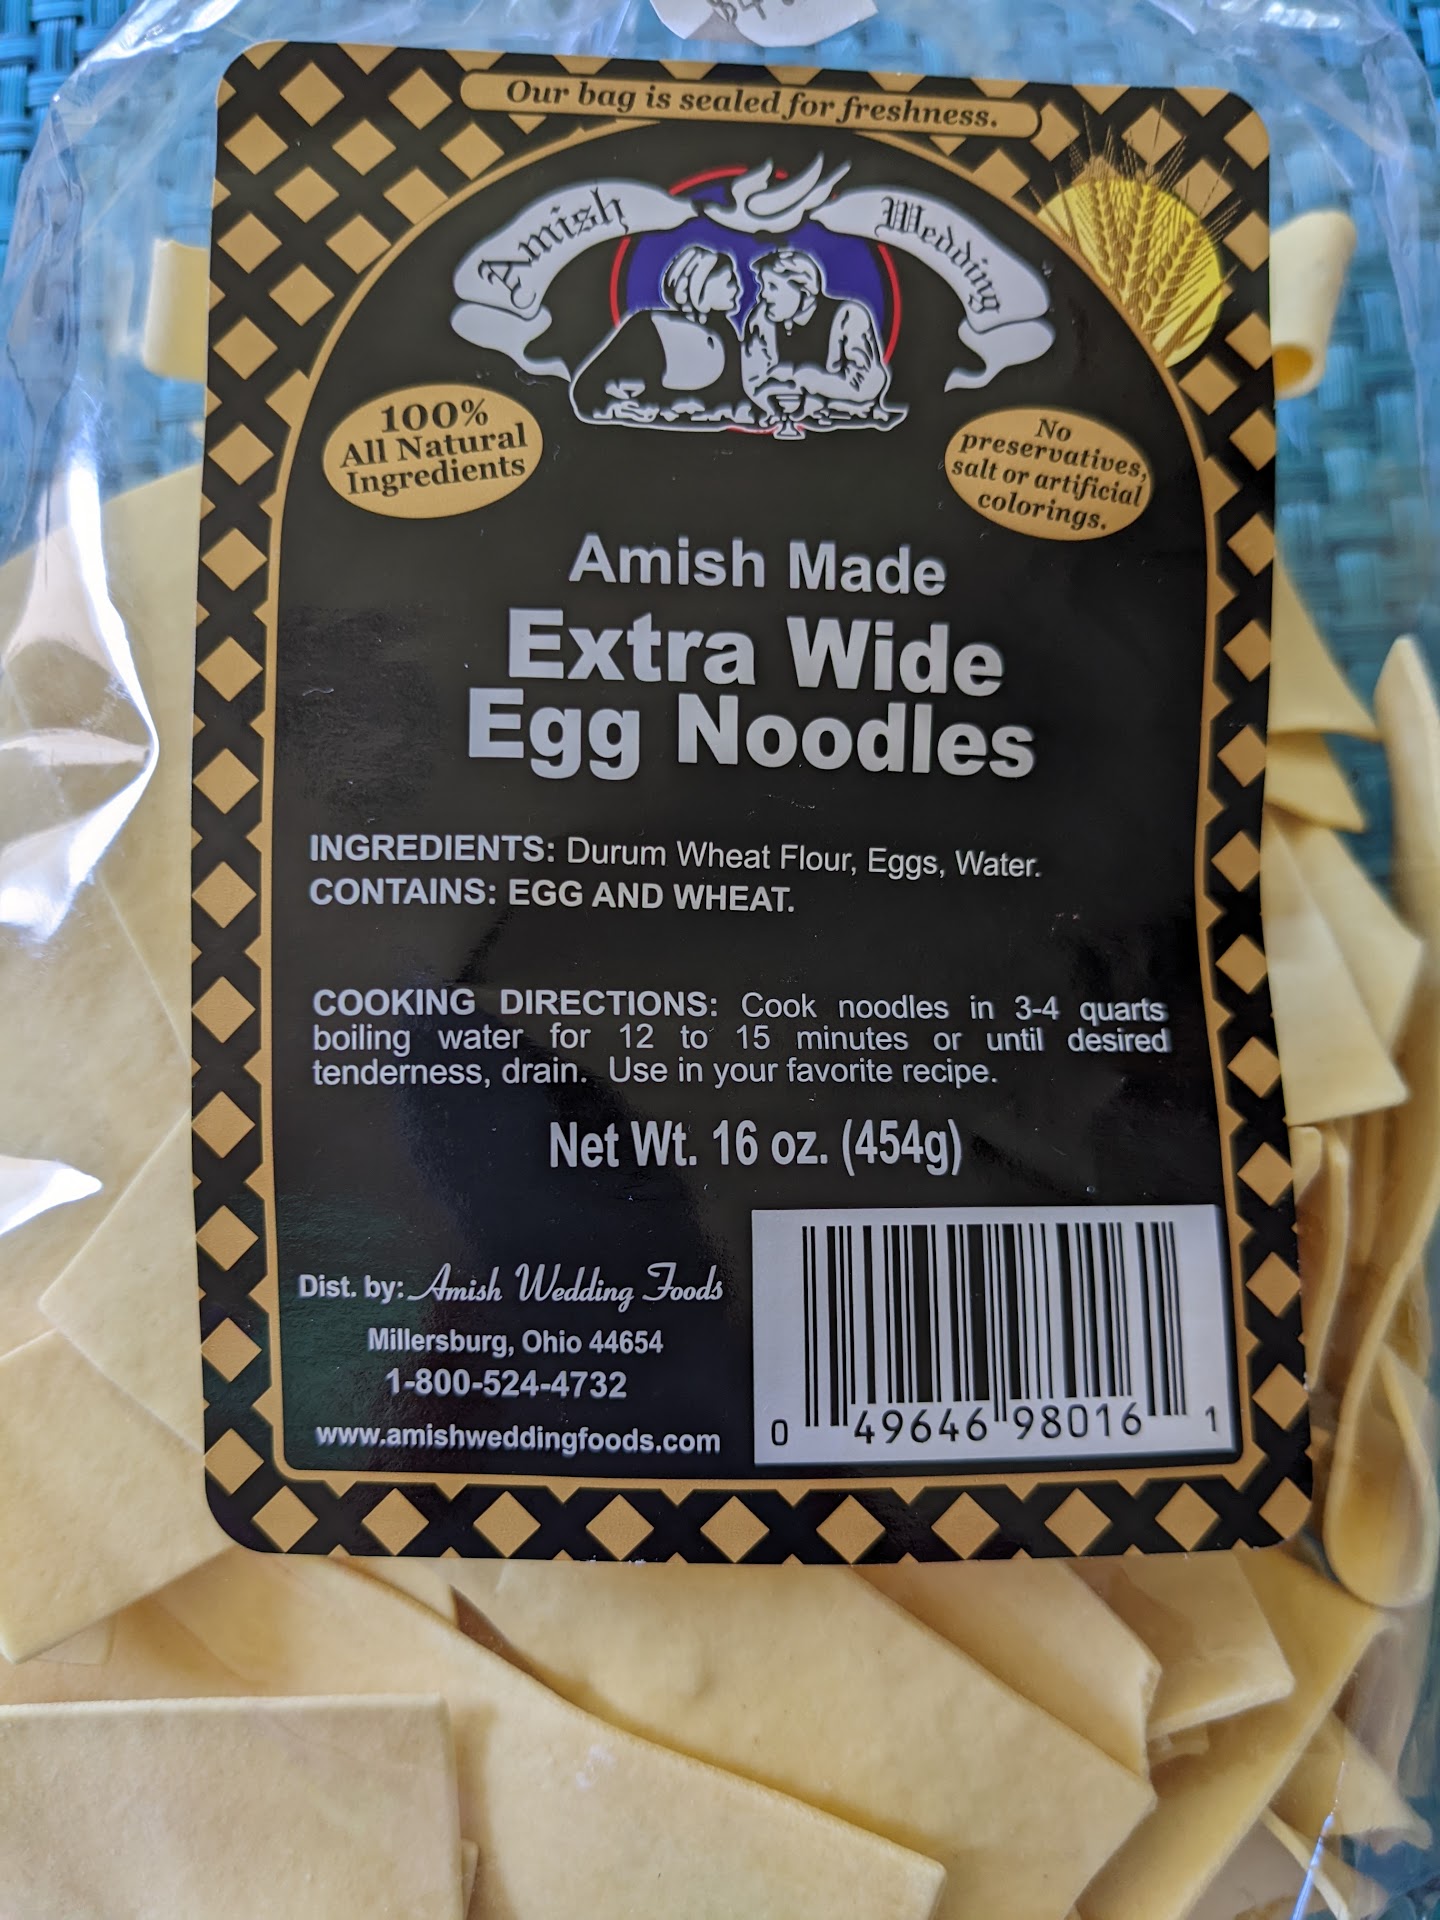 Our bag is sealed for freshness.
Amish Wedding
100%
All Natural
Ingredients
No
preservatives,
salt or artificial
colorings.
Amish Made
Extra Wide
Egg Noodles
INGREDIENTS: Durum Wheat Flour, Eggs, Water.
CONTAINS: EGG AND WHEAT.
COOKING DIRECTIONS: Cook noodles in 3-4 quarts
boiling water for 12 to 15 minutes or until desired
tenderness, drain. Use in your favorite recipe.
Net Wt. 16 oz. (454g)
Dist. by: Amish Wedding Foods
Millersburg, Ohio 44654
1-800-524-4732
www.amishweddingfoods.com
0 49646 98016 1